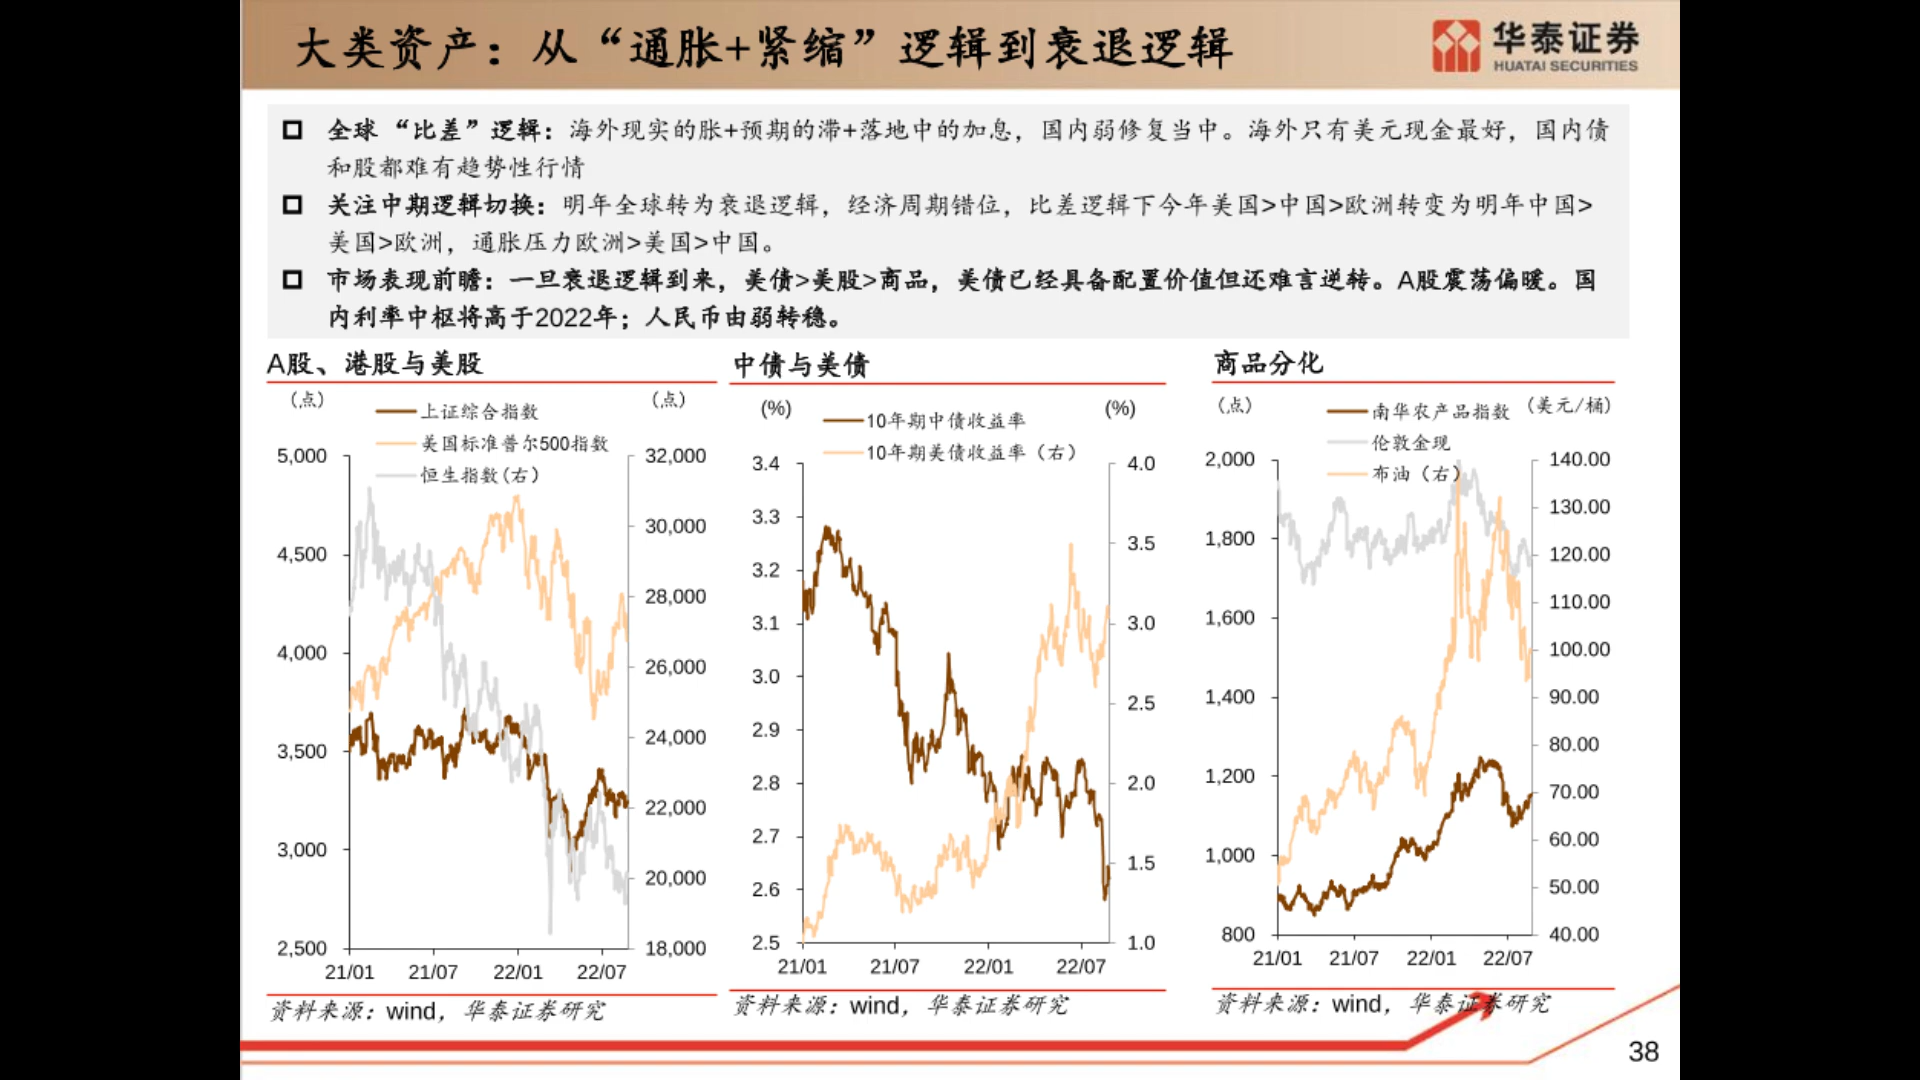 大类资产：从“通胀+紧缩”逻辑到衰退逻辑
华泰证券
HUATAI SECURITIES
全球 “比差”逻辑：海外现实的胀+预期的滞+落地中的加息，国内弱修复当中。海外只有美元现金最好，国内债
和股都难有趋势性行情
关注中期逻辑切换：明年全球转为衰退逻辑，经济周期错位，比差逻辑下今年美国>中国>欧洲转变为明年中国>
美国>欧洲，通胀压力欧洲>美国>中国。
市场表现前瞻：一旦衰退逻辑到来，美债>美股>商品，美债已经具备配置价值但还难言逆转。A股震荡偏暖。国
内利率中枢将高于2022年；人民币由弱转稳。
A股、港股与美股
（点）
（点）
上证综合指数
美国标准普尔500指数
恒生指数(右)
5,000
4,500
4,000
3,500
3,000
2,500
32,000
30,000
28,000
26,000
24,000
22,000
20,000
18,000
21/01 21/07 22/01 22/07
资料来源：wind，华泰证券研究
中债与美债
(%)
(%)
10年期中债收益率
10年期美债收益率（右）
3.4
3.3
3.2
3.1
3.0
2.9
2.8
2.7
2.6
2.5
4.0
3.5
3.0
2.5
2.0
1.5
1.0
21/01 21/07 22/01 22/07
资料来源：wind，华泰证券研究
商品分化
（点）
（美元/桶）
南华农产品指数
伦敦金现
布油（右）
2,000
1,800
1,600
1,400
1,200
1,000
800
140.00
130.00
120.00
110.00
100.00
90.00
80.00
70.00
60.00
50.00
40.00
21/01 21/07 22/01 22/07
资料来源：wind，华泰证券研究
38